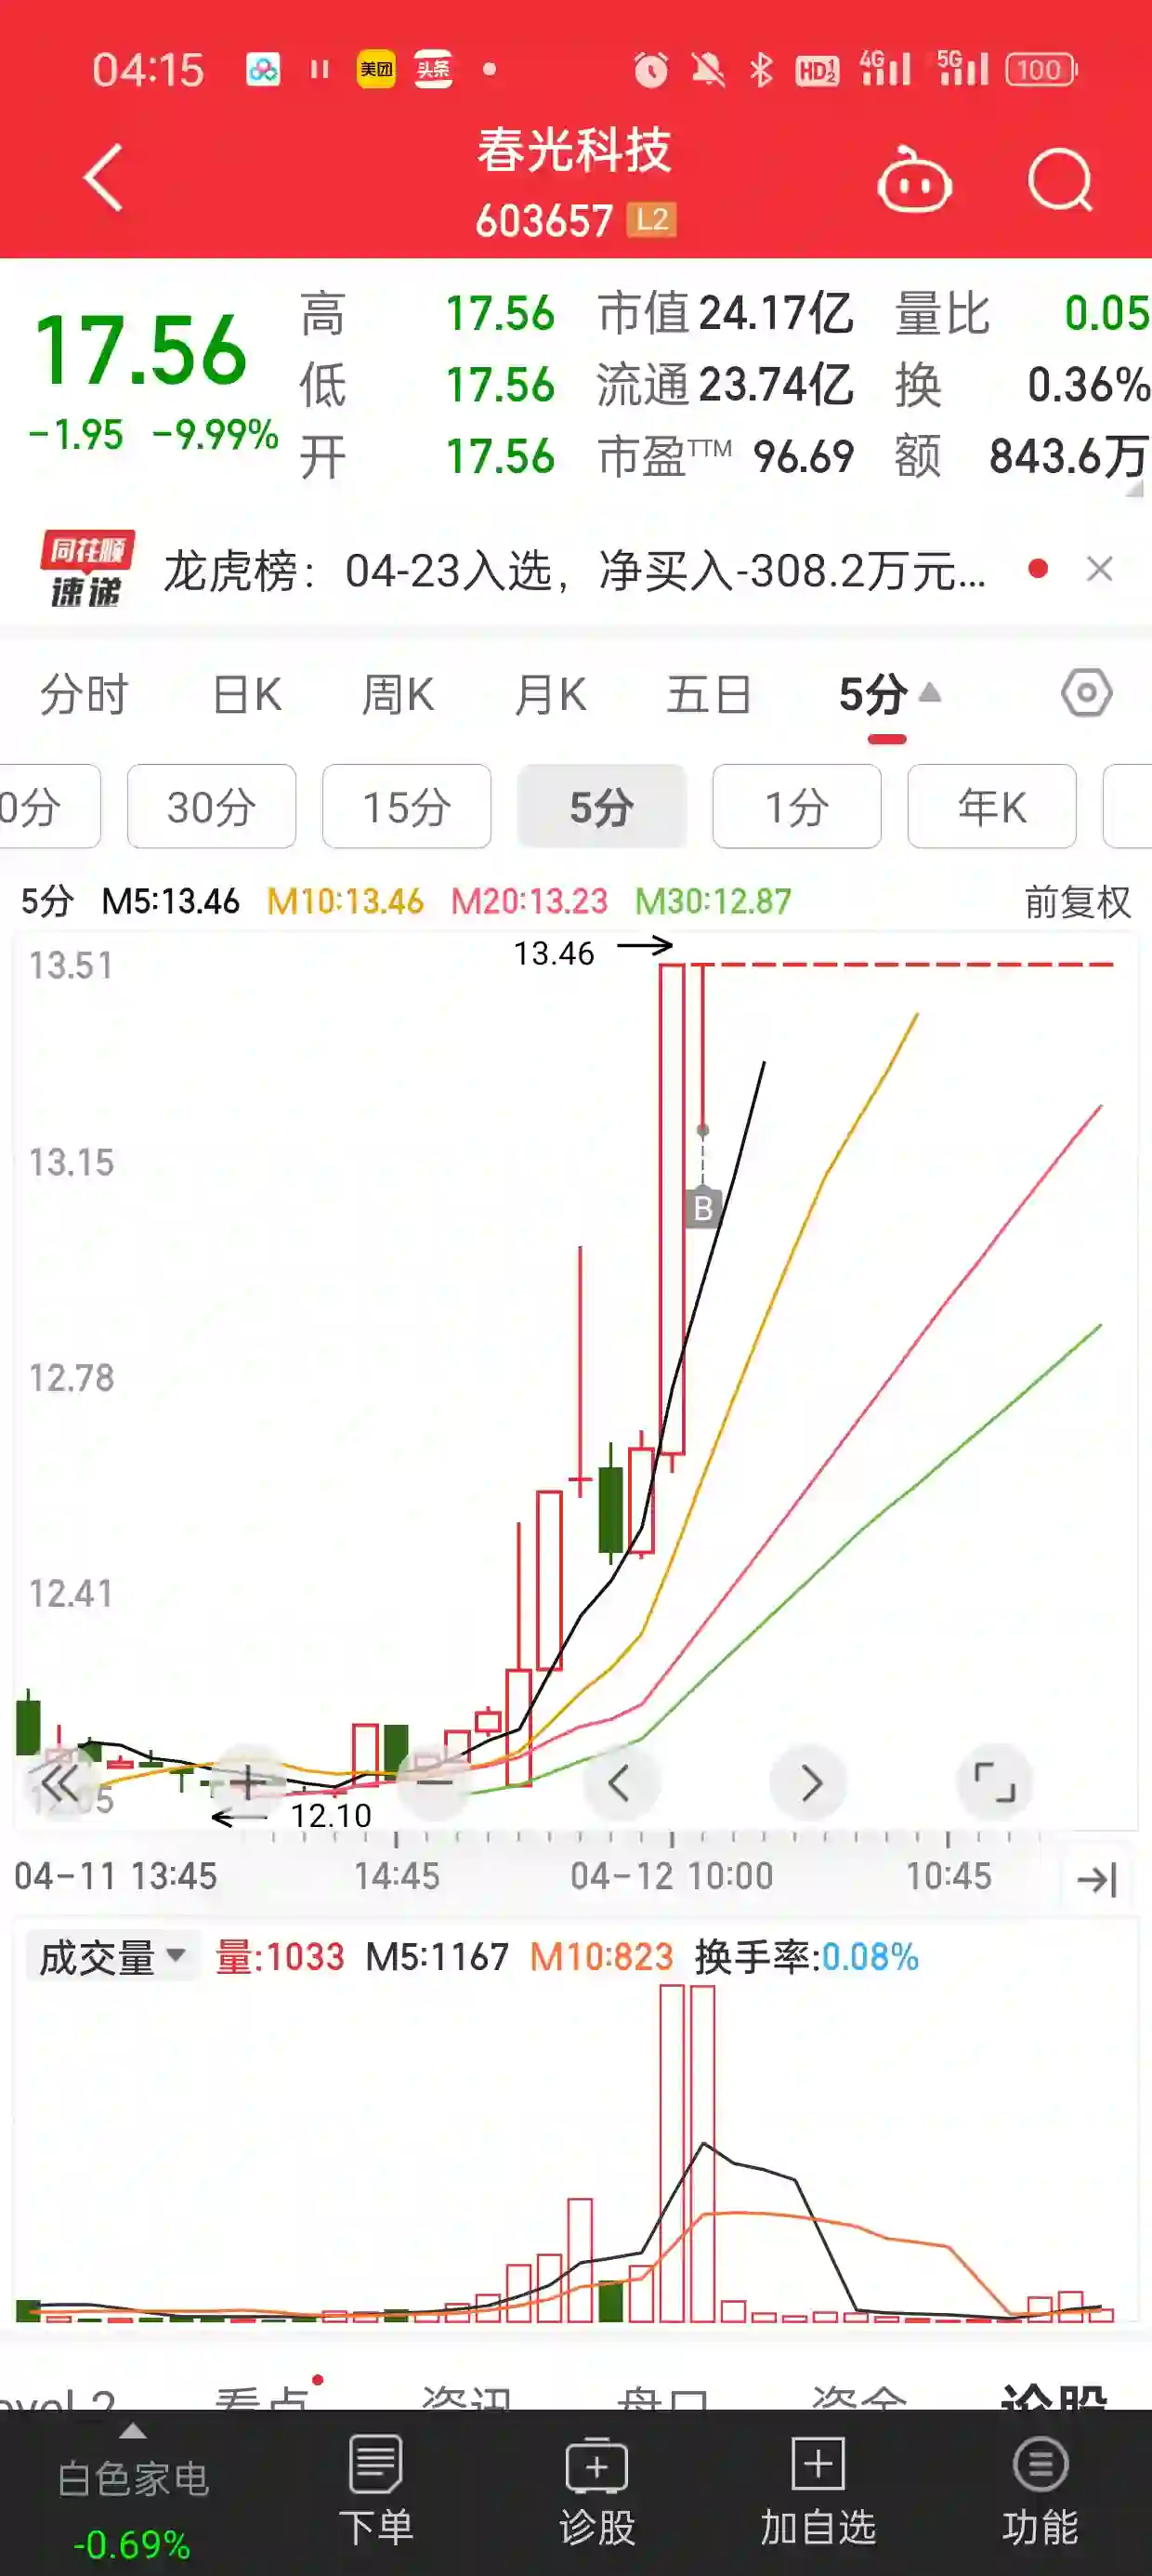 04:15 美团 头条 HD 1 2 4G 5G 100
春光科技
603657 L2
17.56
-1.95 -9.99%
高 17.56 市值 24.17亿 量比 0.05
低 17.56 流通 23.74亿 换 0.36%
开 17.56 市盈TTM 96.69 额 843.6万
同花顺
速递
龙虎榜：04-23入选，净买入-308.2万元...
分时 日K 周K 月K 五日 5分
0分 30分 15分 5分 1分 年K
5分 M5:13.46 M10:13.46 M20:13.23 M30:12.87 前复权
13.46
13.51
13.15
B
12.78
12.41
12.10
04-11 13:45 14:45 04-12 10:00 10:45
成交量 量:1033 M5:1167 M10:823 换手率:0.08%
看点 资讯 盘口 资金 诊股
白色家电
-0.69%
下单 诊股 加自选 功能